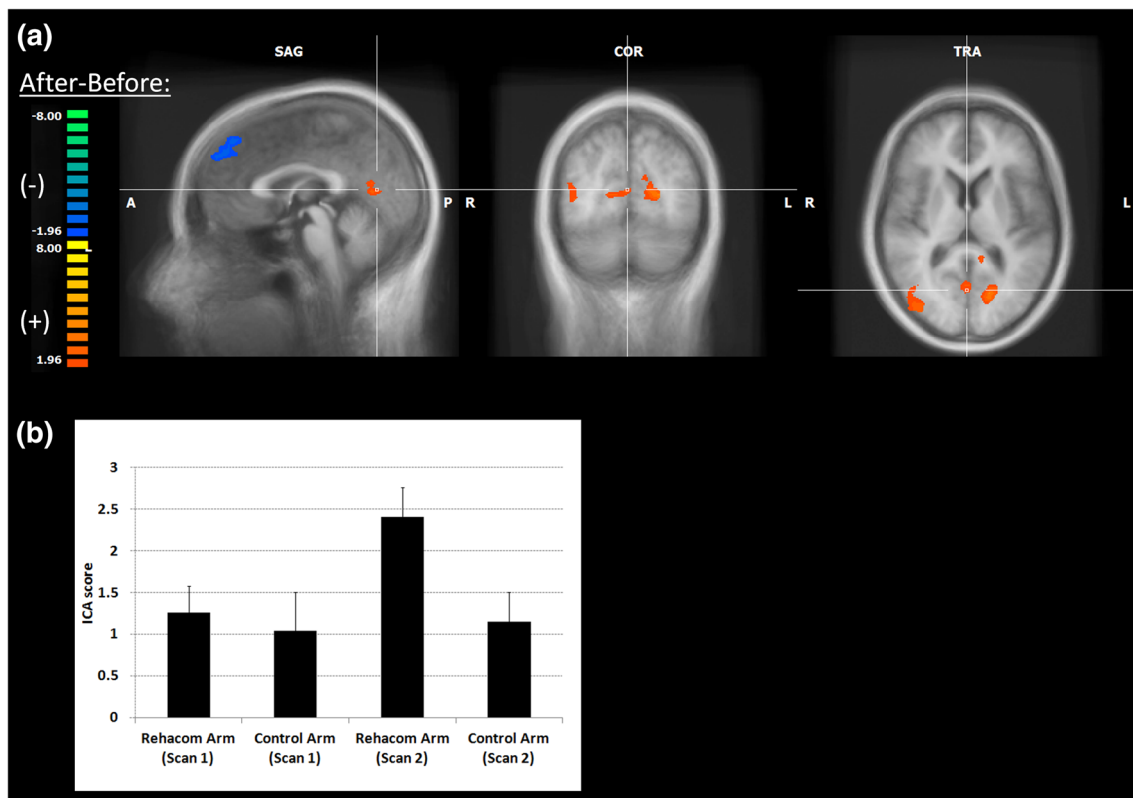 (a)
SAG
COR
TRA
After-Before:
-8.00
(-)
-1.96
8.00
L
(+)
1.96
A
P
R
L
R
L
(b)
3
2.5
2
1.5
1
0.5
0
ICA score
Rehacom Arm
(Scan 1)
Control Arm
(Scan 1)
Rehacom Arm
(Scan 2)
Control Arm
(Scan 2)